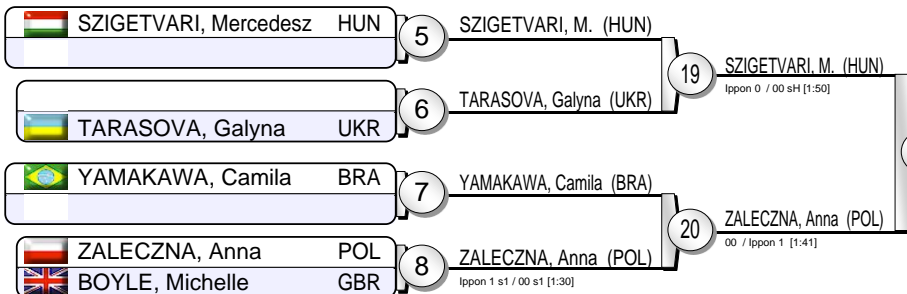 SZIGETVARI, Mercedesz HUN
5
SZIGETVARI, M. (HUN)
19
SZIGETVARI, M. (HUN)
Ippon 0 / 00 sH [1:50]
6
TARASOVA, Galyna (UKR)
TARASOVA, Galyna UKR
YAMAKAWA, Camila BRA
7
YAMAKAWA, Camila (BRA)
20
ZALECZNA, Anna (POL)
00 / Ippon 1 [1:41]
ZALECZNA, Anna POL
8
ZALECZNA, Anna (POL)
Ippon 1 s1 / 00 s1 [1:30]
BOYLE, Michelle GBR